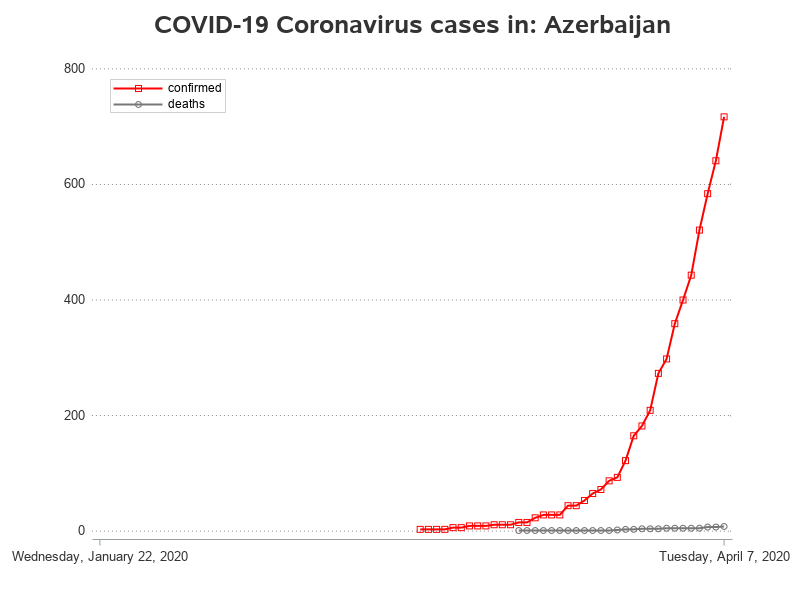 COVID-19 Coronavirus cases in: Azerbaijan
800
confirmed
deaths
600
400
200
0
Wednesday, January 22, 2020 Tuesday, April 7, 2020